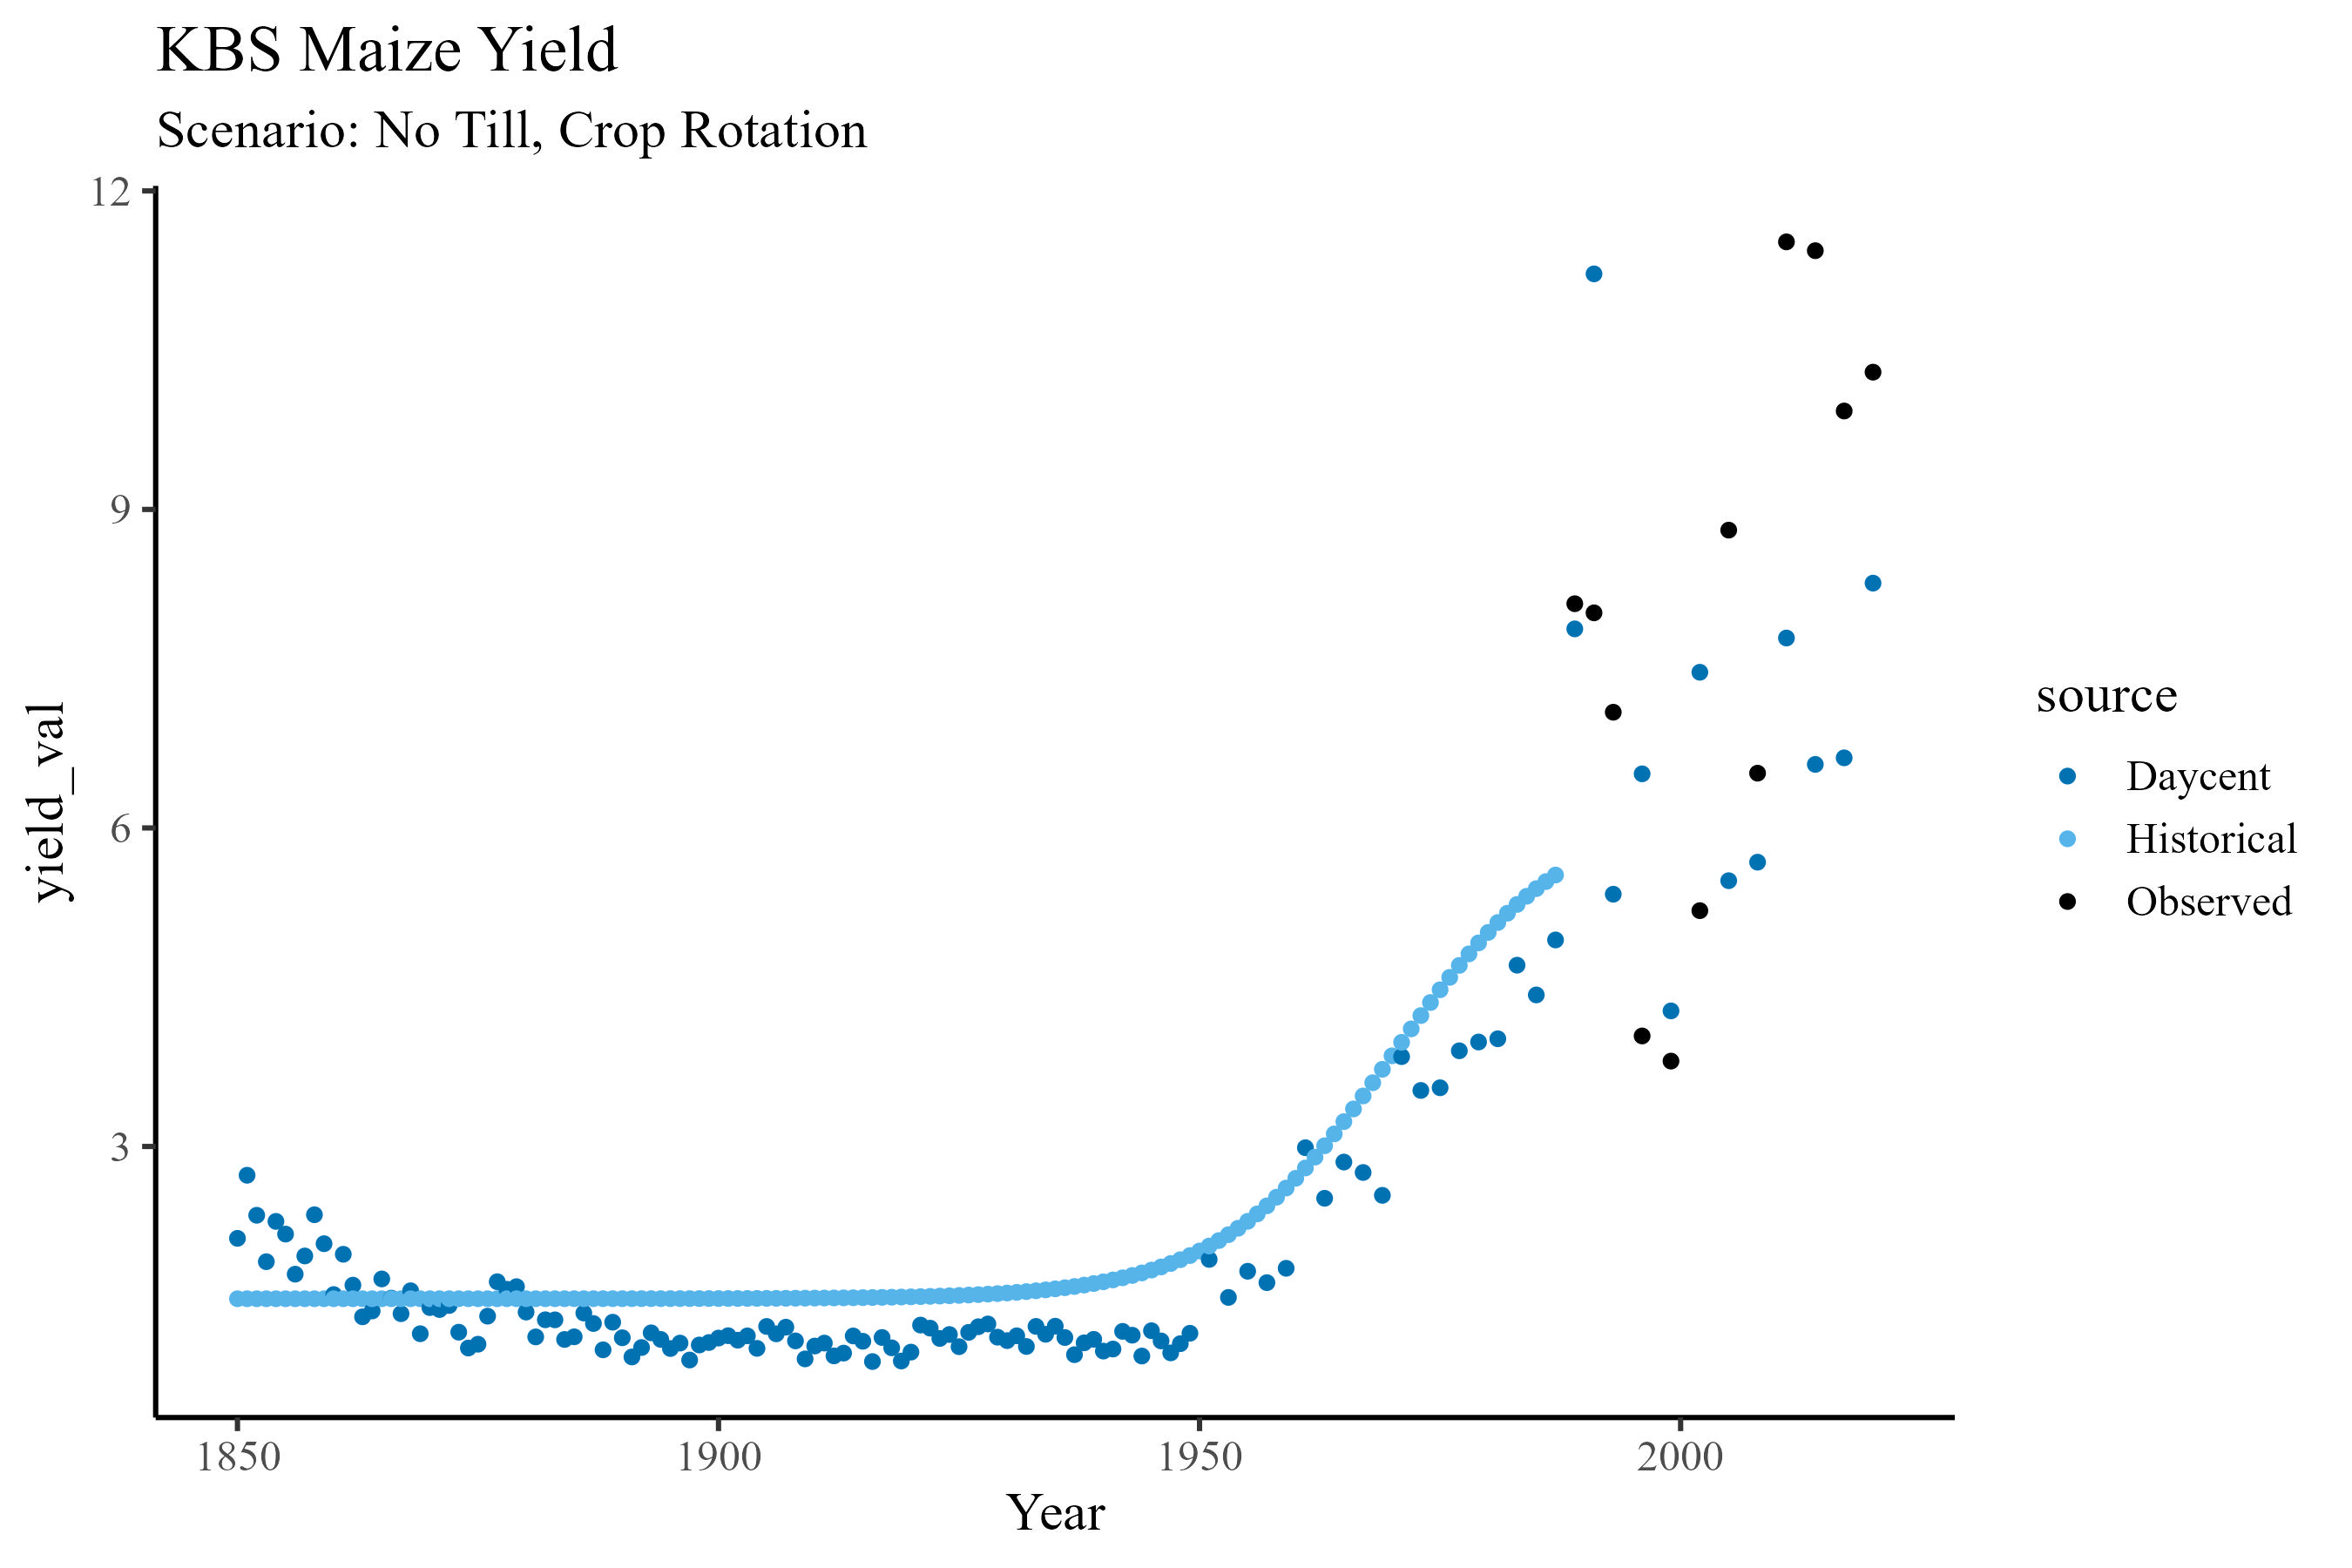 KBS Maize Yield
Scenario: No Till, Crop Rotation
12
9
6
3
yield_val
1850
1900
1950
2000
Year
source
Daycent
Historical
Observed